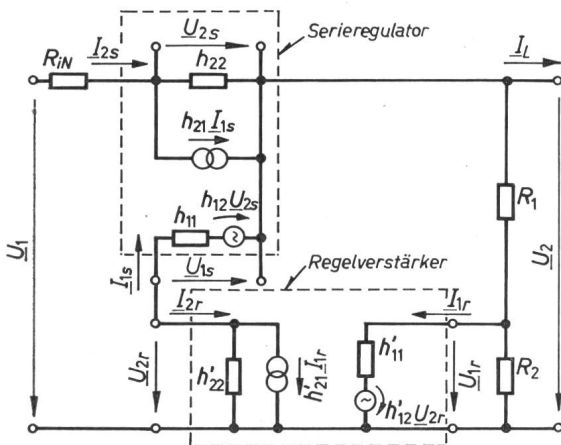 U2s
Serieregulator
RiN
I2s
h22
IL
h21 I1s
h12 U2s
h11
R1
U1
I1s
U1s
U2
Regelverstärker
I2r
I1r
U2r
h'22
h'21 I1r
h'11
h'12 U2r
U1r
R2